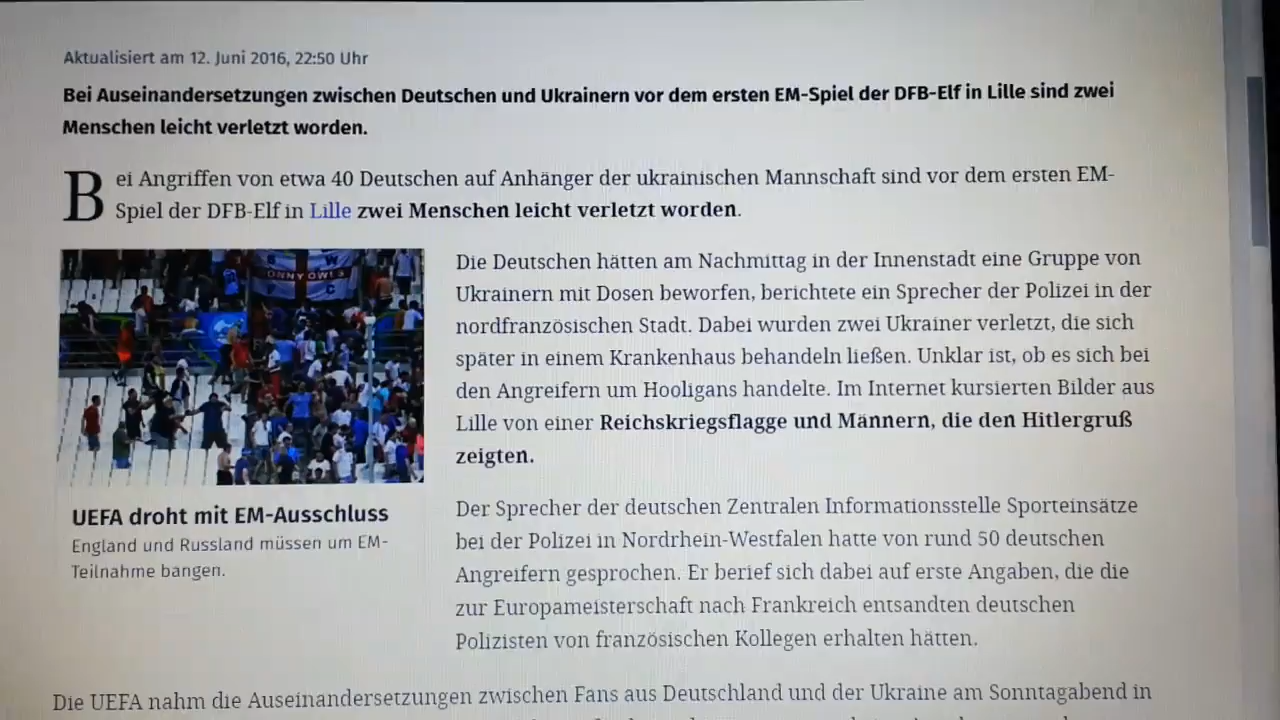 Aktualisiert am 12. Juni 2016, 22:50 Uhr
Bei Auseinandersetzungen zwischen Deutschen und Ukrainern vor dem ersten EM-Spiel der DFB-Elf in Lille sind zwei
Menschen leicht verletzt worden.
Bei Angriffen von etwa 40 Deutschen auf Anhänger der ukrainischen Mannschaft sind vor dem ersten EM-
Spiel der DFB-Elf in Lille zwei Menschen leicht verletzt worden.
ONNY OWLS
UEFA droht mit EM-Ausschluss
England und Russland müssen um EM-
Teilnahme bangen.
Die Deutschen hätten am Nachmittag in der Innenstadt eine Gruppe von
Ukrainern mit Dosen beworfen, berichtete ein Sprecher der Polizei in der
nordfranzösischen Stadt. Dabei wurden zwei Ukrainer verletzt, die sich
später in einem Krankenhaus behandeln ließen. Unklar ist, ob es sich bei
den Angreifern um Hooligans handelte. Im Internet kursierten Bilder aus
Lille von einer Reichskriegsflagge und Männern, die den Hitlergruß
zeigten.
Der Sprecher der deutschen Zentralen Informationsstelle Sporteinsätze
bei der Polizei in Nordrhein-Westfalen hatte von rund 50 deutschen
Angreifern gesprochen. Er berief sich dabei auf erste Angaben, die die
zur Europameisterschaft nach Frankreich entsandten deutschen
Polizisten von französischen Kollegen erhalten hätten.
Die UEFA nahm die Auseinandersetzungen zwischen Fans aus Deutschland und der Ukraine am Sonntagabend in